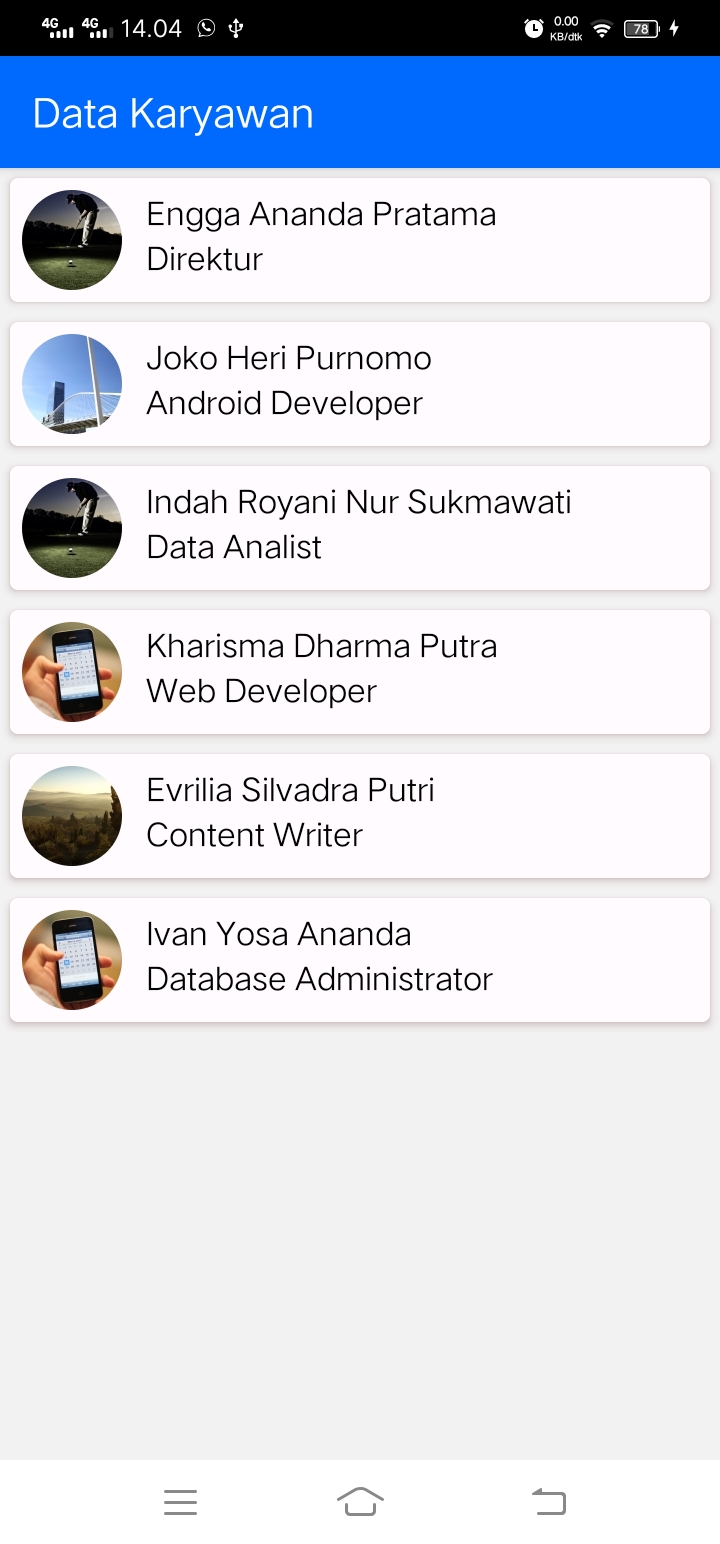 4G 4G 14.04 0.00 78
KB/dtk
Data Karyawan
Engga Ananda Pratama
Direktur
Joko Heri Purnomo
Android Developer
Indah Royani Nur Sukmawati
Data Analist
Kharisma Dharma Putra
Web Developer
Evrilia Silvadra Putri
Content Writer
Ivan Yosa Ananda
Database Administrator